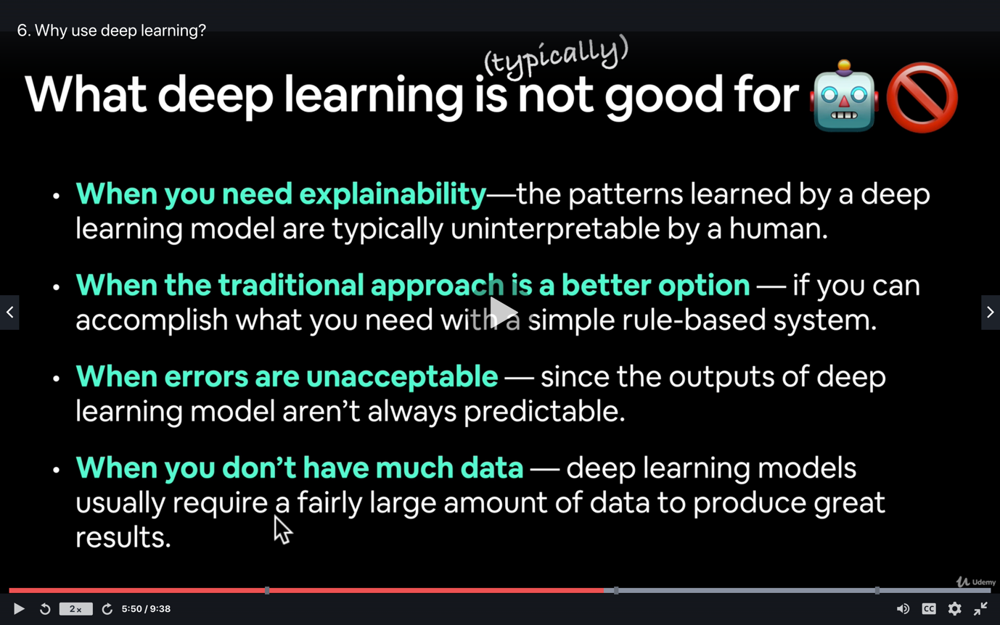 6. Why use deep learning?
(typically)
What deep learning is not good for
• When you need explainability—the patterns learned by a deep
learning model are typically uninterpretable by a human.
• When the traditional approach is a better option — if you can
accomplish what you need with a simple rule-based system.
• When errors are unacceptable — since the outputs of deep
learning model aren’t always predictable.
• When you don’t have much data — deep learning models
usually require a fairly large amount of data to produce great
results.
Udemy
2x
5:50 / 9:38
CC